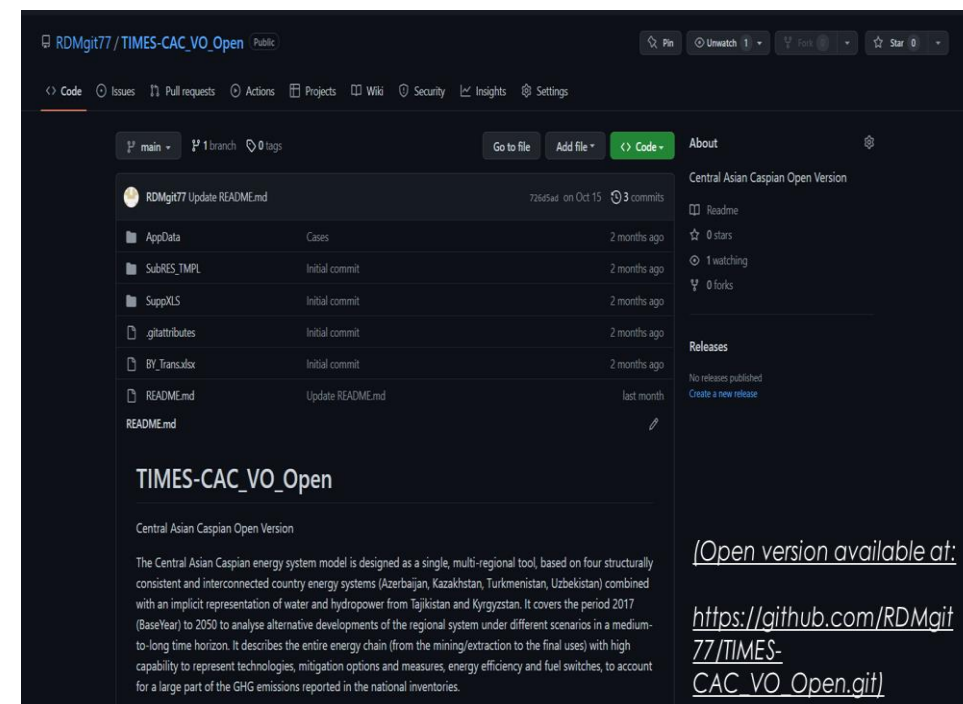 RDMgit77 / TIMES-CAC_VO_Open Public
Pin Unwatch 1 Fork 0 Star 0
Code Issues Pull requests Actions Projects Wiki Security Insights Settings
main 1 branch 0 tags Go to file Add file Code
RDMgit77 Update README.md 726d5ad on Oct 15 3 commits
AppData Cases 2 months ago
SubRES_TMPL Initial commit 2 months ago
SuppXLS Initial commit 2 months ago
.gitattributes Initial commit 2 months ago
BY_Trans.xlsx Initial commit 2 months ago
README.md Update README.md last month
README.md
TIMES-CAC_VO_Open
Central Asian Caspian Open Version
The Central Asian Caspian energy system model is designed as a single, multi-regional tool, based on four structurally
consistent and interconnected country energy systems (Azerbaijan, Kazakhstan, Turkmenistan, Uzbekistan) combined
with an implicit representation of water and hydropower from Tajikistan and Kyrgyzstan. It covers the period 2017
(BaseYear) to 2050 to analyse alternative developments of the regional system under different scenarios in a medium-
to-long time horizon. It describes the entire energy chain (from the mining/extraction to the final uses) with high
capability to represent technologies, mitigation options and measures, energy efficiency and fuel switches, to account
for a large part of the GHG emissions reported in the national inventories.
About
Central Asian Caspian Open Version
Readme
0 stars
1 watching
0 forks
Releases
No releases published
Create a new release
(Open version available at:
https://github.com/RDMgit
77/TIMES-
CAC_VO_Open.git)